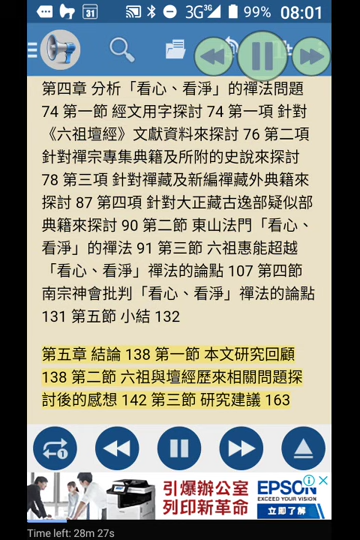 31 3G 36 99% 08:01
第四章 分析「看心、看淨」的禪法問題
74 第一節 經文用字探討 74 第一項 針對
《六祖壇經》文獻資料來探討 76 第二項
針對禪宗專集典籍及所附的史說來探討
78 第三項 針對禪藏及新編禪藏外典籍來
探討 87 第四項 針對大正藏古逸部疑似部
典籍來探討 90 第二節 東山法門「看心、
看淨」的禪法 91 第三節 六祖惠能超越
「看心、看淨」禪法的論點 107 第四節
南宗神會批判「看心、看淨」禪法的論點
131 第五節 小結 132
第五章 結論 138 第一節 本文研究回顧
138 第二節 六祖與壇經歷來相關問題探
討後的感想 142 第三節 研究建議 163
引爆辦公室
列印新革命
EPSON
EXCEED YOUR VISION
立即了解
Time left: 28m 27s